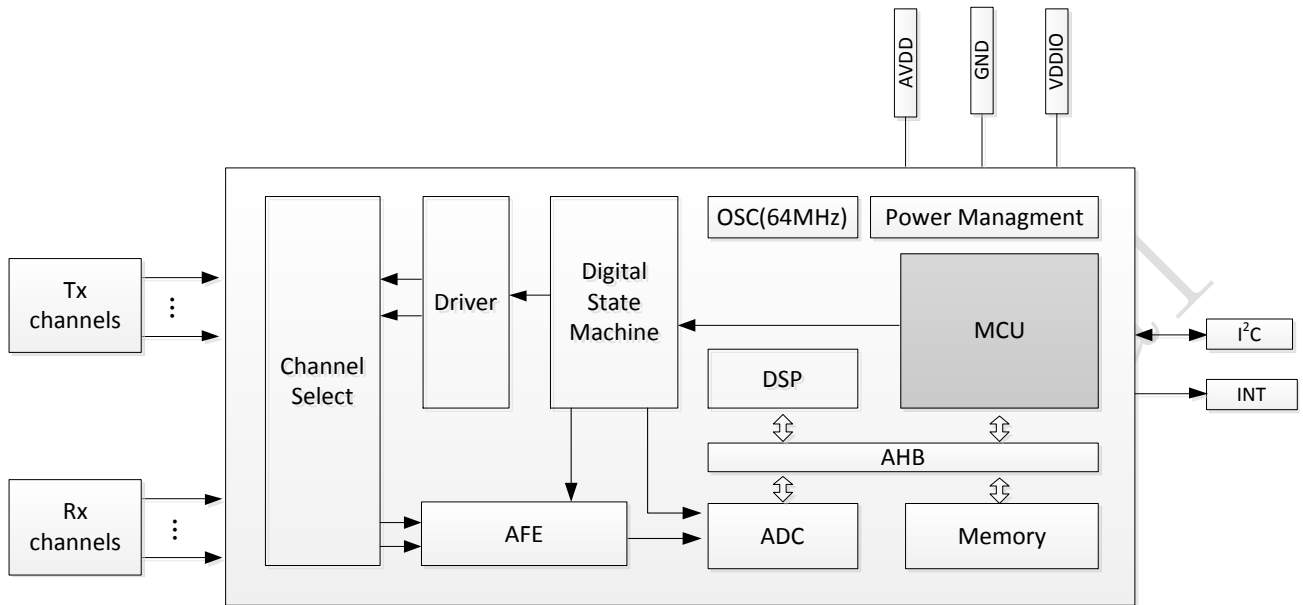 AVDD
GND
VDDIO
OSC(64MHz)
Power Managment
Tx
channels
Driver
Digital
State
Machine
MCU
I²C
Channel
Select
DSP
INT
AHB
Rx
channels
AFE
ADC
Memory